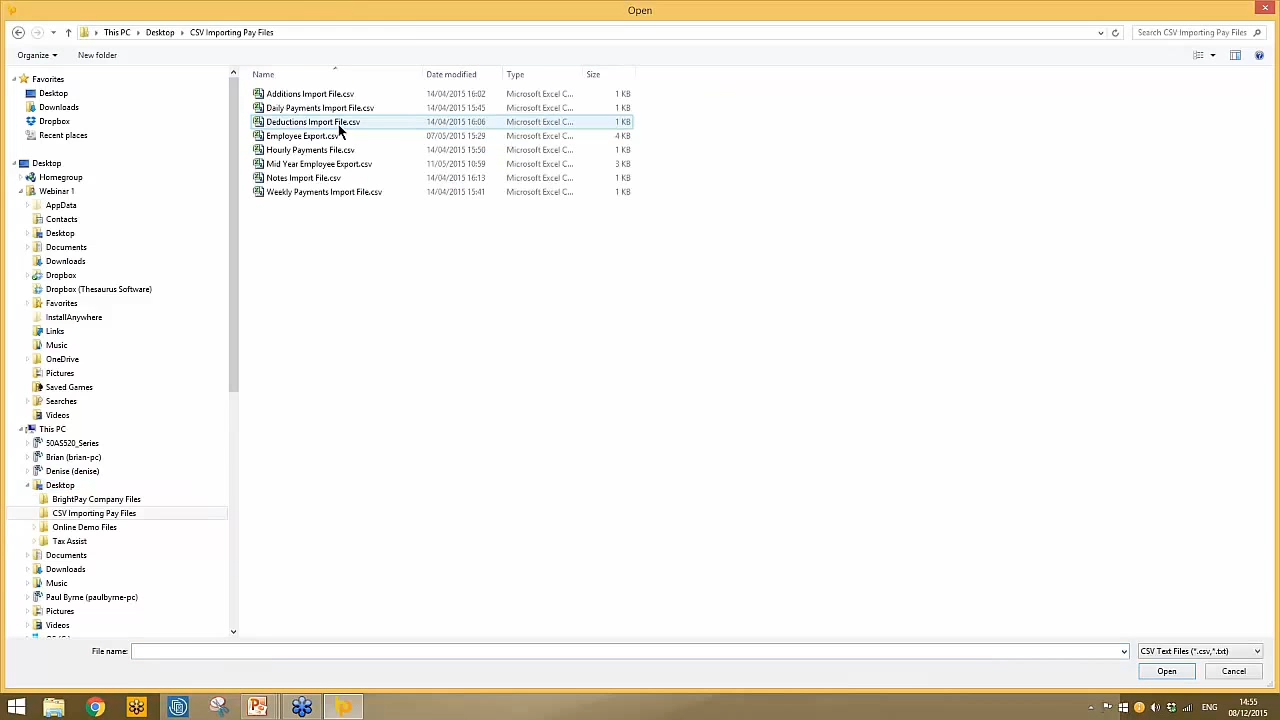 Open
This PC
Desktop
CSV Importing Pay Files
Search CSV Importing Pay Files
Organize
New folder
Name
Date modified
Type
Size
Favorites
Desktop
Downloads
Dropbox
Recent places
Desktop
Homegroup
Webinar 1
AppData
Contacts
Desktop
Documents
Downloads
Dropbox
Dropbox (Thesaurus Software)
Favorites
InstallAnywhere
Links
Music
OneDrive
Pictures
Saved Games
Searches
Videos
This PC
50AS520_Series
Brian (brian-pc)
Denise (denise)
Desktop
BrightPay Company Files
CSV Importing Pay Files
Online Demo Files
Tax Assist
Documents
Downloads
Music
Paul Byrne (paulbyrne-pc)
Pictures
Videos
Additions Import File.csv 14/04/2015 16:02 Microsoft Excel C... 1 KB
Daily Payments Import File.csv 14/04/2015 15:45 Microsoft Excel C... 1 KB
Deductions Import File.csv 14/04/2015 16:06 Microsoft Excel C... 1 KB
Employee Export.csv 07/05/2015 15:29 Microsoft Excel C... 4 KB
Hourly Payments File.csv 14/04/2015 15:50 Microsoft Excel C... 1 KB
Mid Year Employee Export.csv 11/05/2015 10:59 Microsoft Excel C... 3 KB
Notes Import File.csv 14/04/2015 16:13 Microsoft Excel C... 1 KB
Weekly Payments Import File.csv 14/04/2015 15:41 Microsoft Excel C... 1 KB
File name:
CSV Text Files (*.csv,*.txt)
Open
Cancel
ENG
14:55
08/12/2015